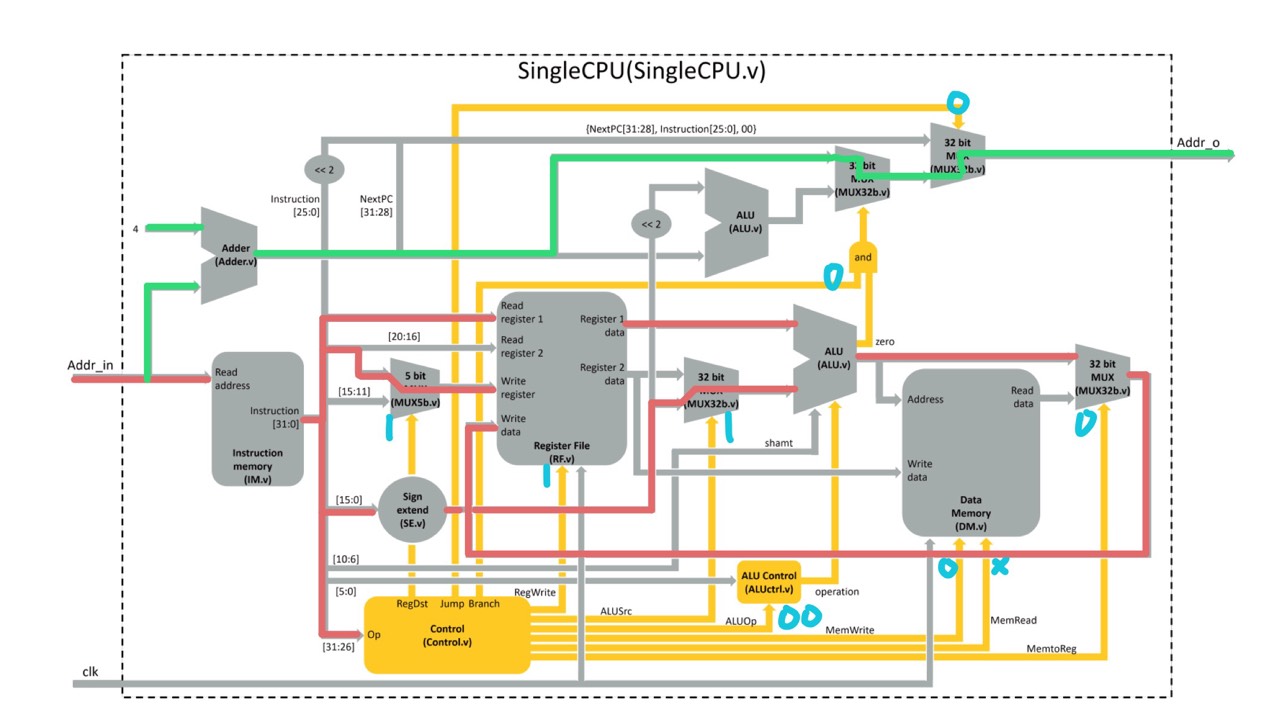 SingleCPU(SingleCPU.v)
0
{NextPC[31:28], Instruction[25:0], 00}
Addr_o
32 bit
MUX
(MUX32b.v)
32 bit
MUX
(MUX32b.v)
<< 2
Instruction
[25:0]
NextPC
[31:28]
<< 2
ALU
(ALU.v)
4
Adder
(Adder.v)
and
0
Read
register 1
Register 1
data
[20:16]
Read
register 2
zero
ALU
(ALU.v)
Addr_in
Read
address
5 bit
(MUX5b.v)
Register 2
data
32 bit
MUX
(MUX32b.v)
32 bit
MUX
(MUX32b.v)
[15:11]
Write
register
Address
Read
data
Instruction
[31:0]
1
Write
data
1
0
shamt
Register File
(RF.v)
1
Instruction
memory
(IM.v)
Write
data
[15:0]
Sign
extend
(SE.v)
Data
Memory
(DM.v)
[10:6]
0
x
[5:0]
ALU Control
(ALUctrl.v)
operation
RegDst
Jump
Branch
RegWrite
ALUSrc
00
ALUOp
MemRead
MemWrite
Op
Control
(Control.v)
[31:26]
MemtoReg
clk